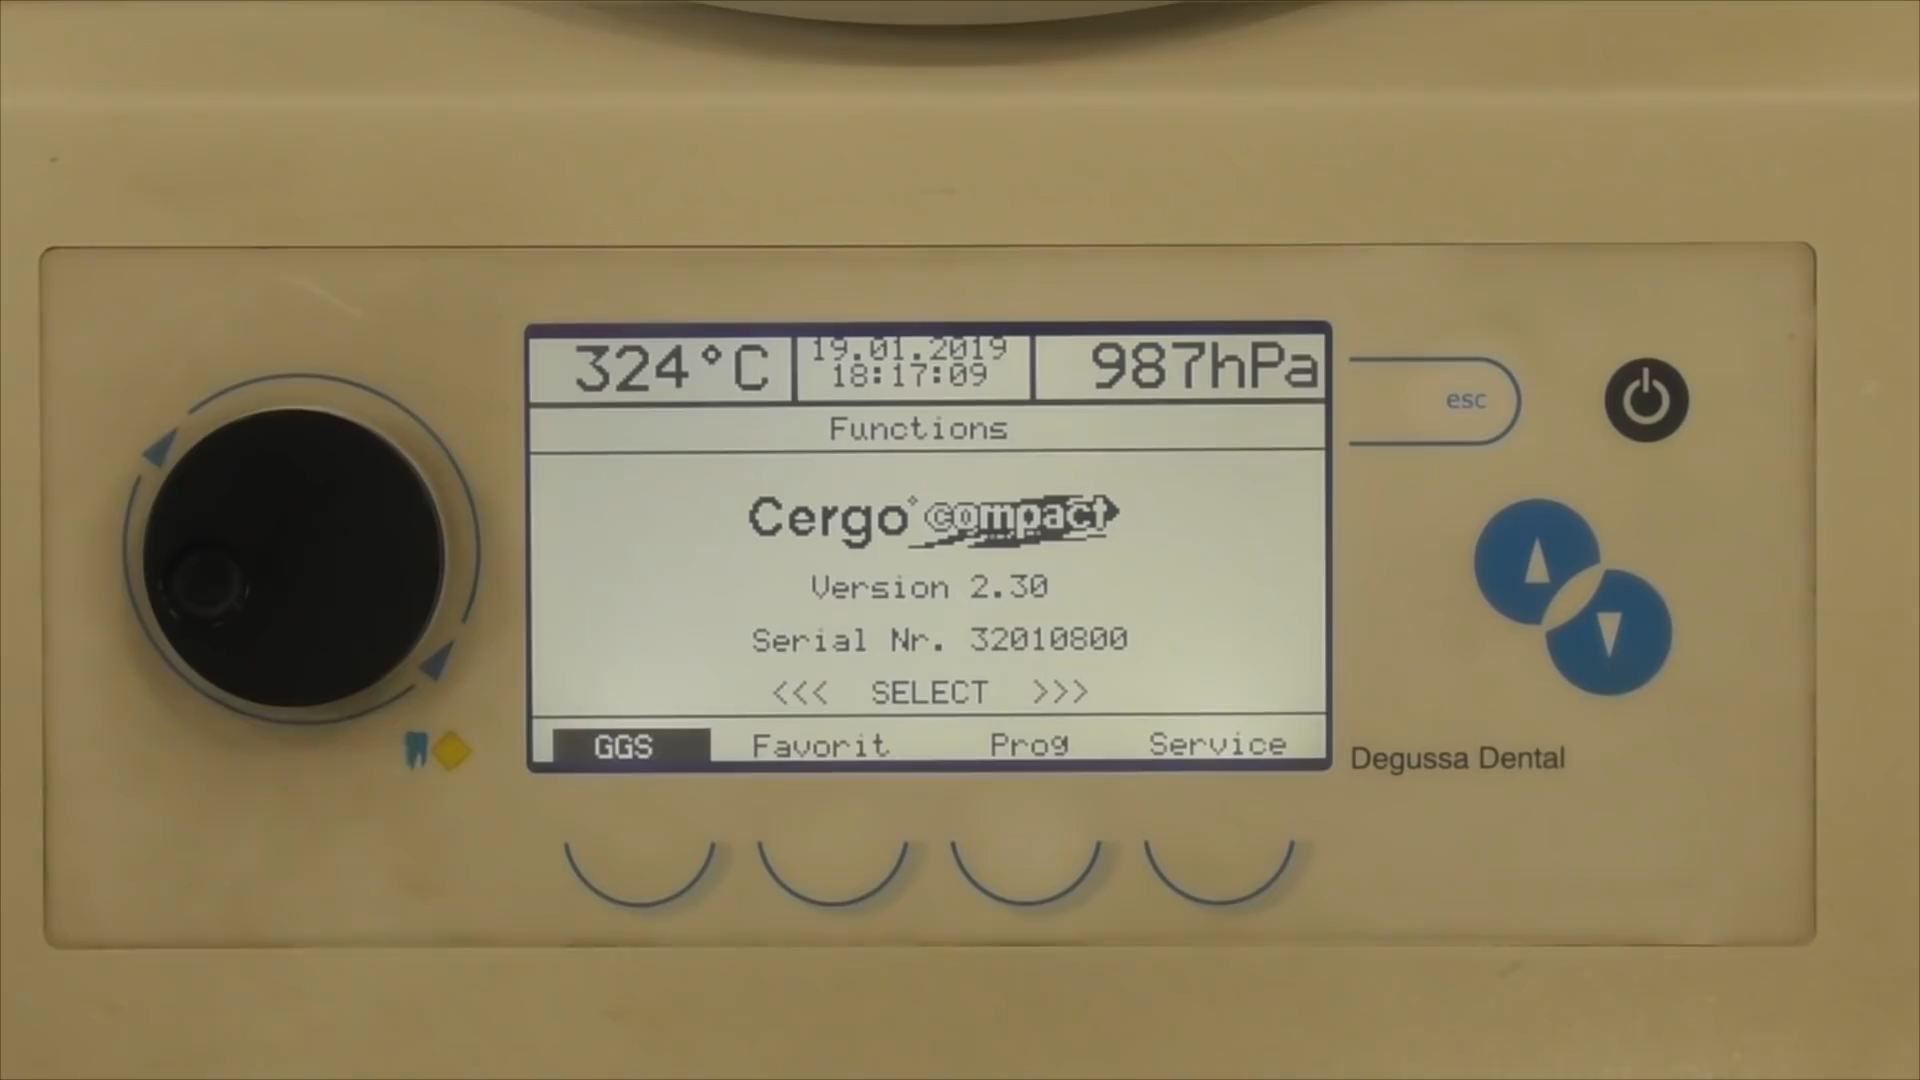 324°C
19.01.2019
18:17:09
987hPa
esc
Functions
Cergo compact
Version 2.30
Serial Nr. 32010800
<<< SELECT >>>
GGS Favorit Prog Service
Degussa Dental